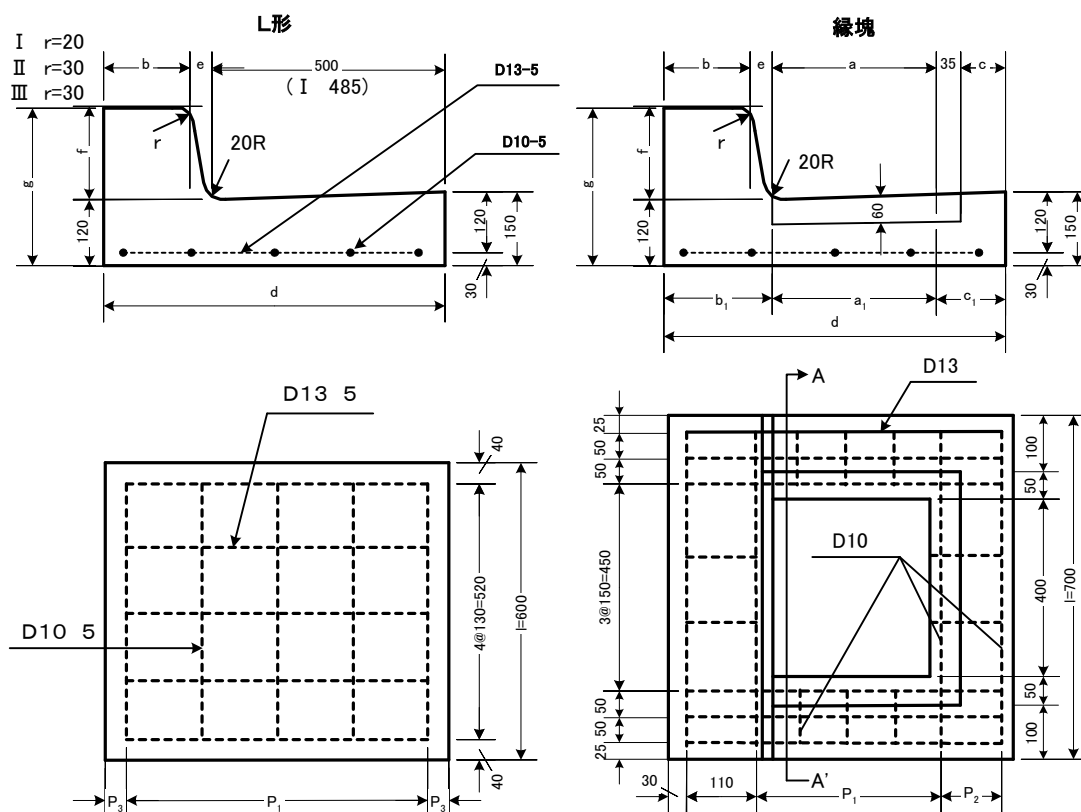 L形
Ⅰ r=20
Ⅱ r=30
Ⅲ r=30
b
e
500
(Ⅰ 485)
D13-5
D10-5
r
20R
f
g
120
120
150
30
d
縁塊
b
e
a
35
c
r
20R
f
g
120
60
120
150
30
b1
a1
c1
d
D13 5
D10 5
40
4@130=520
l=600
40
P3
P1
P3
A
D13
25
50
50
3@150=450
50
50
25
D10
100
50
400
l=700
50
100
30
110
A'
P1
P2